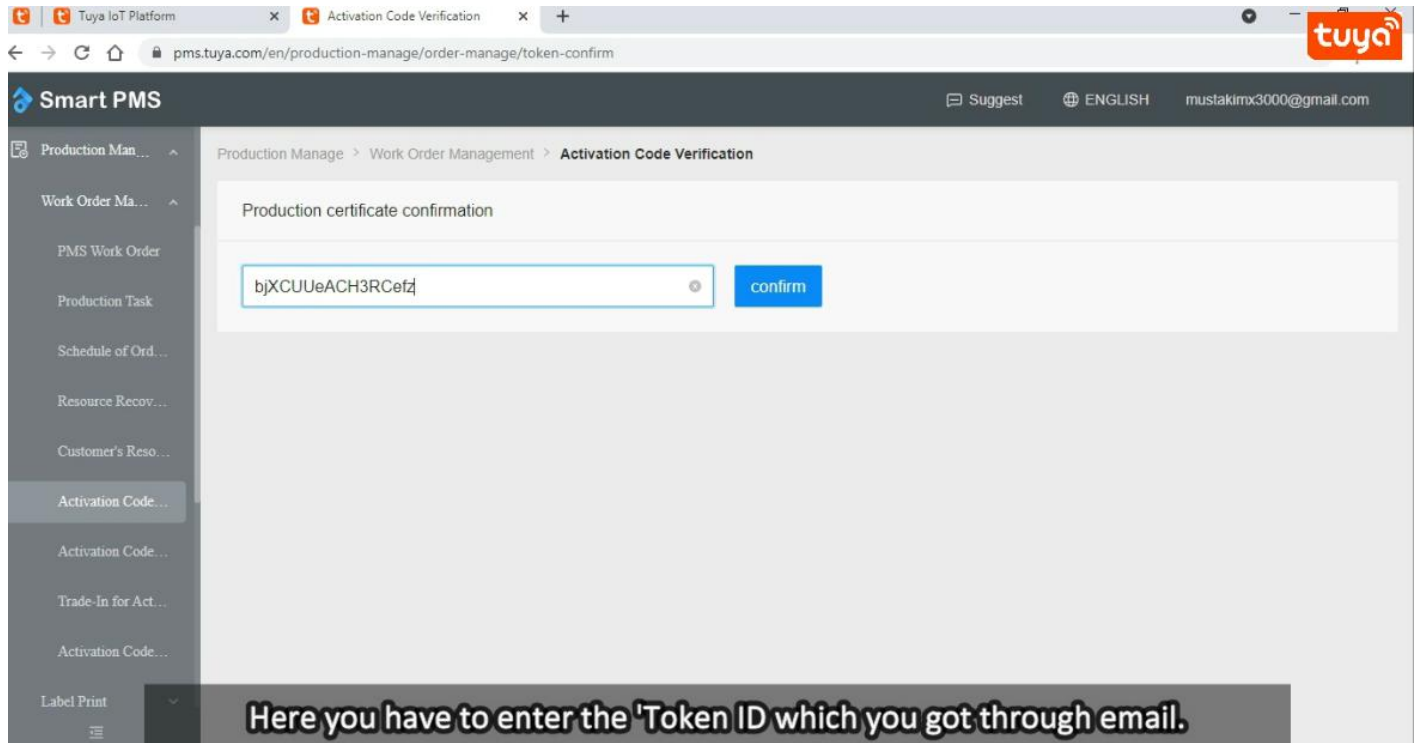 Tuya IoT Platform
Activation Code Verification
tuya
pms.tuya.com/en/production-manage/order-manage/token-confirm
Smart PMS
Suggest
ENGLISH
mustakimx3000@gmail.com
Production Man...
Production Manage > Work Order Management > Activation Code Verification
Work Order Ma...
Production certificate confirmation
PMS Work Order
bjXCUUeACH3RCefz
confirm
Production Task
Schedule of Ord...
Resource Recov...
Customer's Reso...
Activation Code...
Activation Code...
Trade-In for Act...
Activation Code...
Label Print
Here you have to enter the 'Token ID which you got through email.